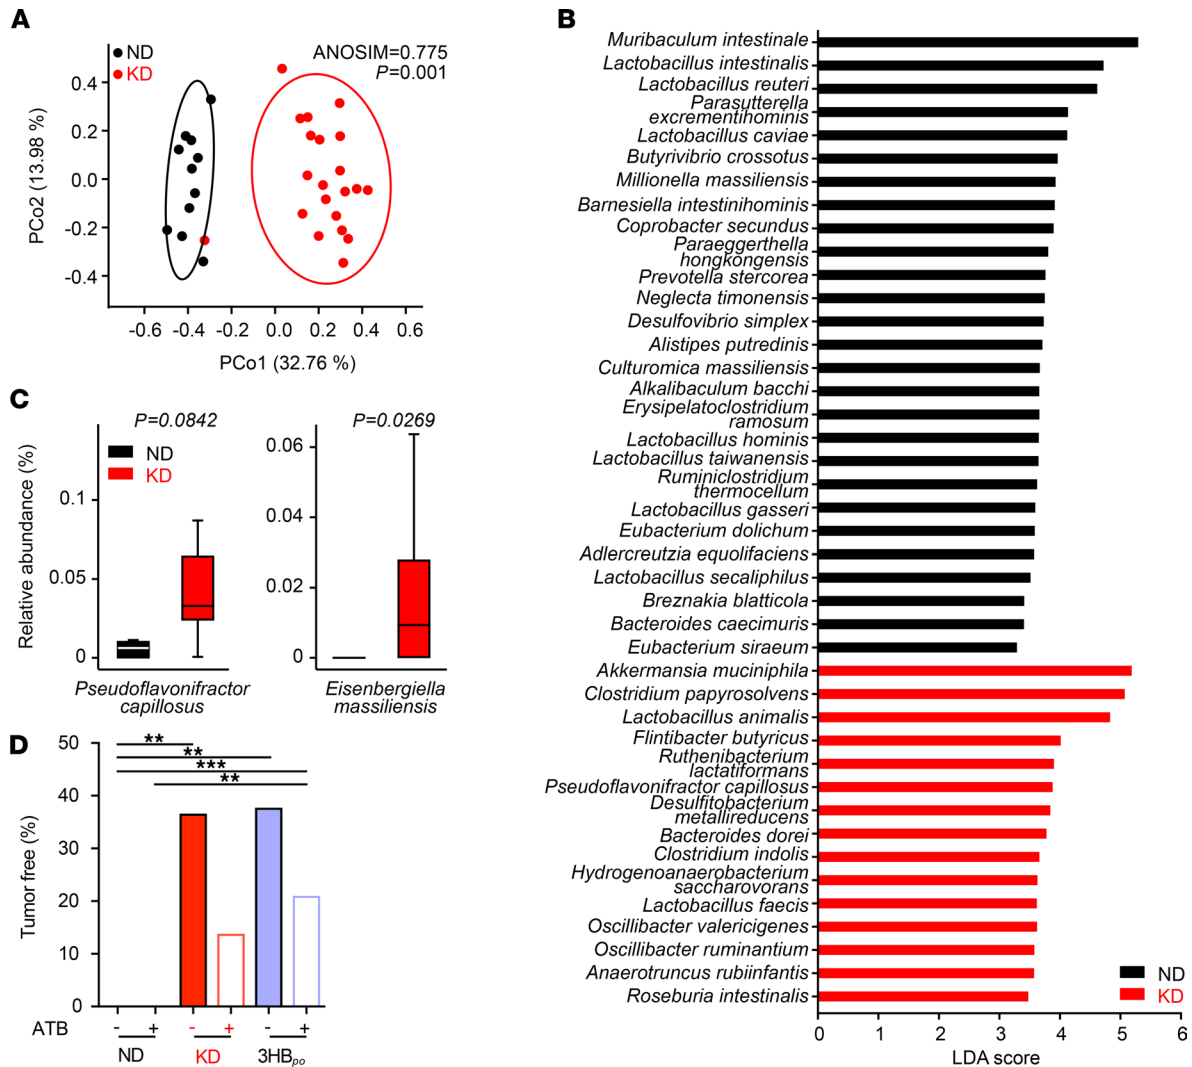 A
ND
KD
ANOSIM=0.775
P=0.001
0.4
0.2
0.0
-0.2
-0.4
PCo2 (13.98 %)
-0.6 -0.4 -0.2 0.0 0.2 0.4 0.6
PCo1 (32.76 %)
B
Muribaculum intestinale
Lactobacillus intestinalis
Lactobacillus reuteri
Parasutterella
excrementihominis
Lactobacillus caviae
Butyrivibrio crossotus
Millionella massiliensis
Barnesiella intestinihominis
Coprobacter secundus
Paraeggerthella
hongkongensis
Prevotella stercorea
Neglecta timonensis
Desulfovibrio simplex
Alistipes putredinis
Culturomica massiliensis
Alkalibaculum bacchi
Erysipelatoclostridium
ramosum
Lactobacillus hominis
Lactobacillus taiwanensis
Ruminiclostridium
thermocellum
Lactobacillus gasseri
Eubacterium dolichum
Adlercreutzia equolifaciens
Lactobacillus secaliphilus
Breznakia blatticola
Bacteroides caecimuris
Eubacterium siraeum
Akkermansia muciniphila
Clostridium papyrosolvens
Lactobacillus animalis
Flintibacter butyricus
Ruthenibacterium
lactatiformans
Pseudoflavonifractor capillosus
Desulfitobacterium
metallireducens
Bacteroides dorei
Clostridium indolis
Hydrogenoanaerobacterium
saccharovorans
Lactobacillus faecis
Oscillibacter valericigenes
Oscillibacter ruminantium
Anaerotruncus rubiinfantis
Roseburia intestinalis
ND
KD
0 1 2 3 4 5 6
LDA score
C
P=0.0842
ND
KD
0.1
0.05
0
Relative abundance (%)
Pseudoflavonifractor
capillosus
P=0.0269
0.06
0.04
0.02
0
Eisenbergiella
massiliensis
D
**
**
***
**
50
40
30
20
10
0
Tumor free (%)
ATB - + - + - +
ND KD 3HBpo